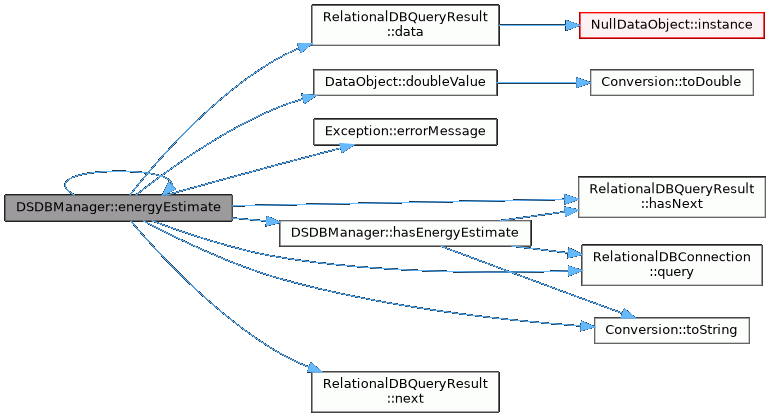 RelationalDBQueryResult
::data
NullDataObject::instance
DataObject::doubleValue
Conversion::toDouble
Exception::errorMessage
DSDBManager::energyEstimate
RelationalDBQueryResult
::hasNext
DSDBManager::hasEnergyEstimate
RelationalDBConnection
::query
Conversion::toString
RelationalDBQueryResult
::next